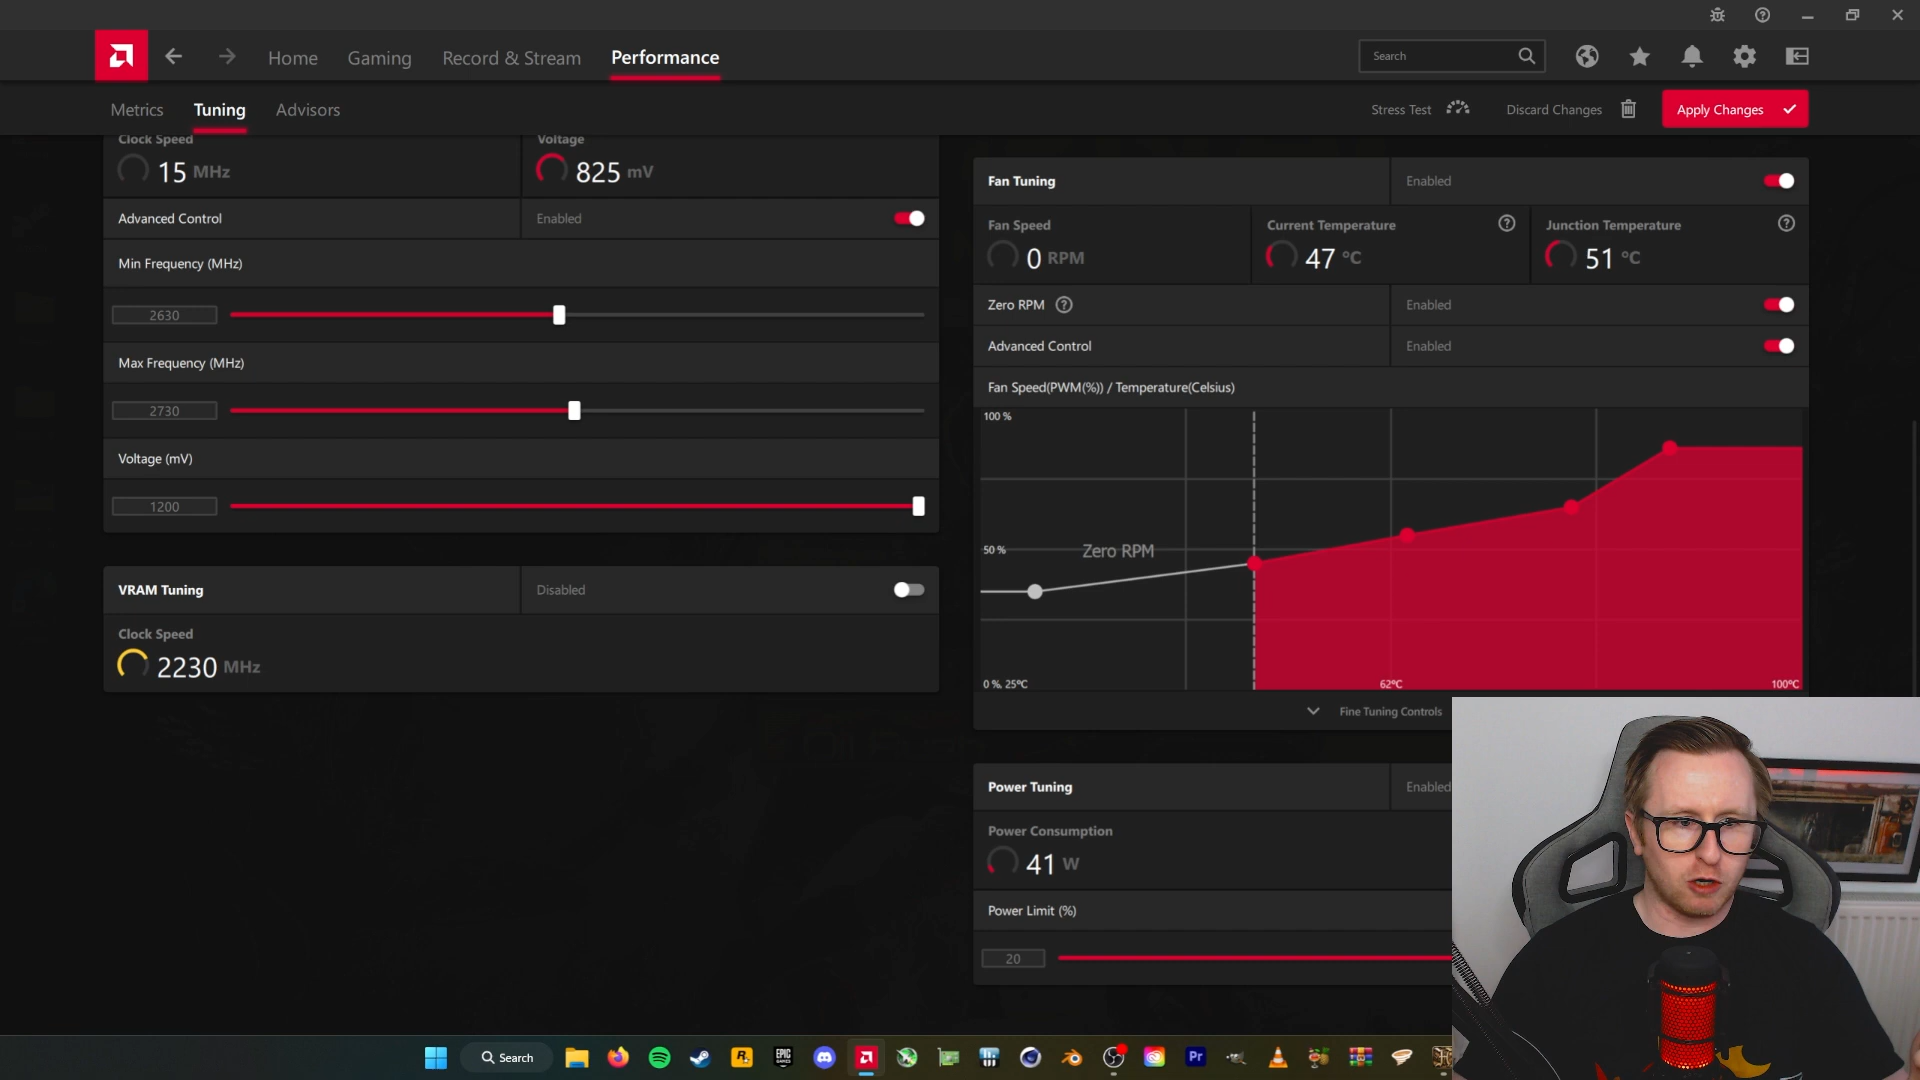 Home
Gaming
Record & Stream
Performance
Search
Metrics
Tuning
Advisors
Stress Test
Discard Changes
Apply Changes
Clock Speed
15 MHz
Voltage
825 mV
Advanced Control
Enabled
Min Frequency (MHz)
2630
Max Frequency (MHz)
2730
Voltage (mV)
1200
VRAM Tuning
Disabled
Clock Speed
2230 MHz
Fan Tuning
Enabled
Fan Speed
0 RPM
Current Temperature
47 °C
Junction Temperature
51 °C
Zero RPM
Enabled
Advanced Control
Enabled
Fan Speed(PWM(%)) / Temperature(Celsius)
100 %
50 %
Zero RPM
0 %, 25°C
62°C
100°C
Fine Tuning Controls
Power Tuning
Enabled
Power Consumption
41 W
Power Limit (%)
20
Search
EPIC GAMES
Pr